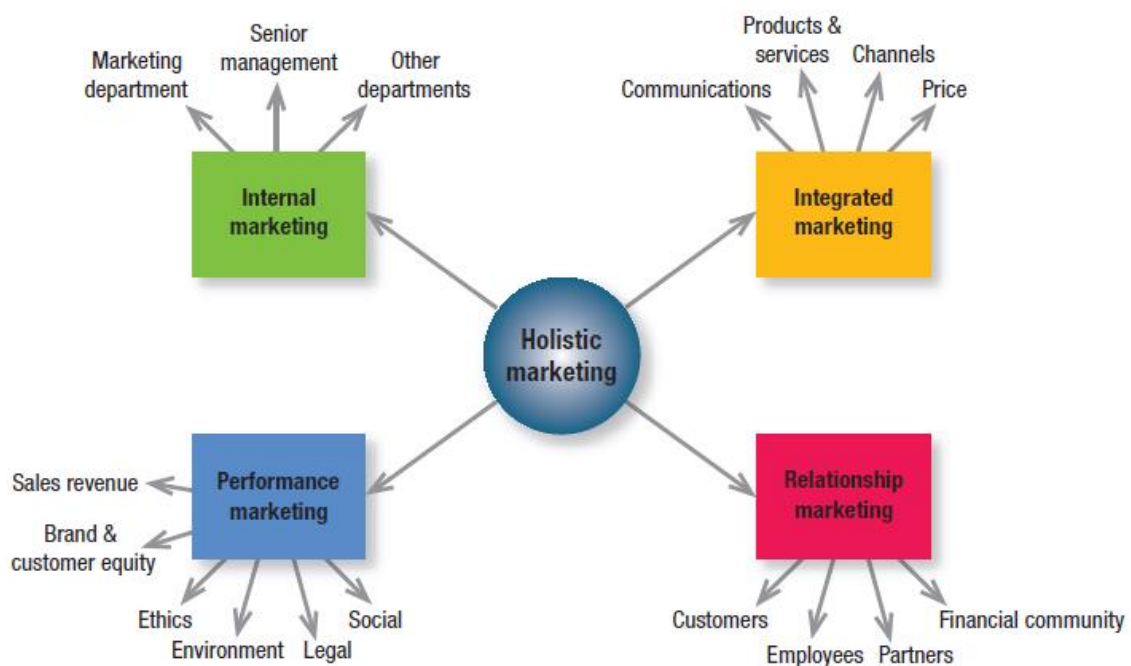 Senior
management
Marketing
department
Other
departments
Products &
services
Channels
Communications
Price
Internal
marketing
Integrated
marketing
Holistic
marketing
Performance
marketing
Relationship
marketing
Sales revenue
Brand &
customer equity
Ethics
Environment
Legal
Social
Customers
Employees
Partners
Financial community